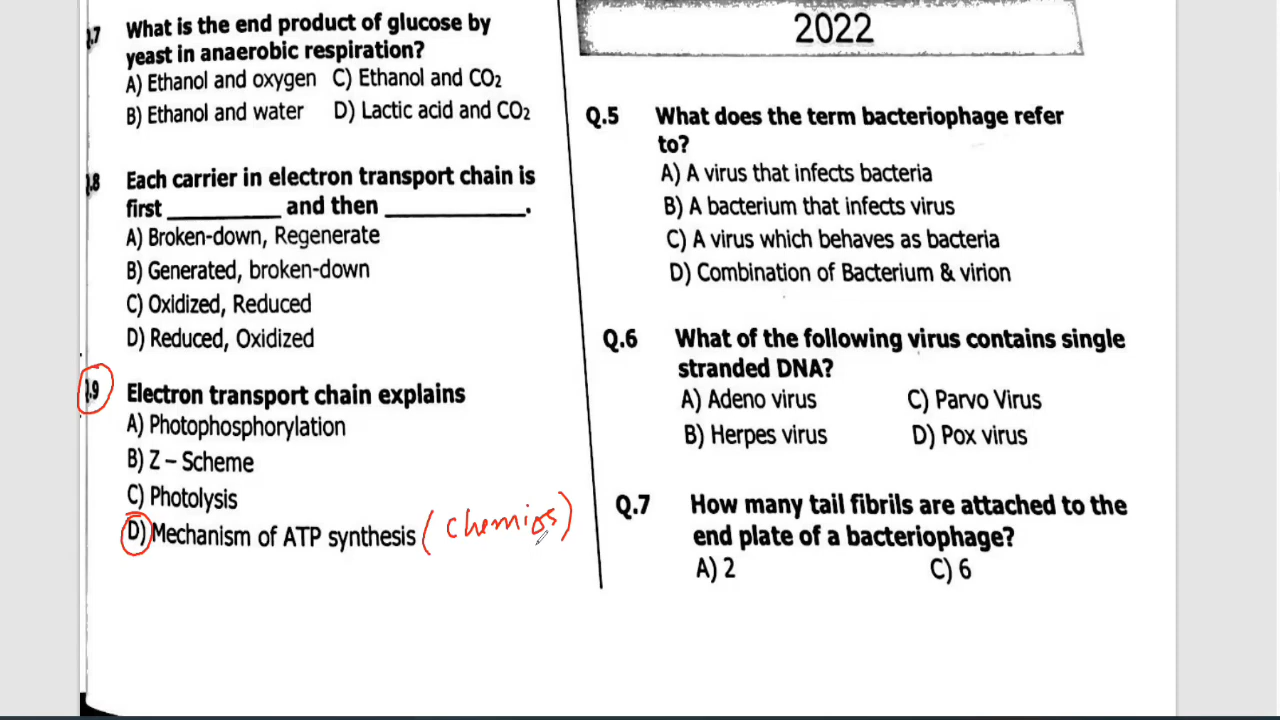 .7 What is the end product of glucose by
yeast in anaerobic respiration?
A) Ethanol and oxygen C) Ethanol and CO₂
B) Ethanol and water D) Lactic acid and CO₂
.8 Each carrier in electron transport chain is
first __________ and then ____________.
A) Broken-down, Regenerate
B) Generated, broken-down
C) Oxidized, Reduced
D) Reduced, Oxidized
.9 Electron transport chain explains
A) Photophosphorylation
B) Z – Scheme
C) Photolysis
D) Mechanism of ATP synthesis (chemios)
2022
Q.5 What does the term bacteriophage refer
to?
A) A virus that infects bacteria
B) A bacterium that infects virus
C) A virus which behaves as bacteria
D) Combination of Bacterium & virion
Q.6 What of the following virus contains single
stranded DNA?
A) Adeno virus C) Parvo Virus
B) Herpes virus D) Pox virus
Q.7 How many tail fibrils are attached to the
end plate of a bacteriophage?
A) 2 C) 6